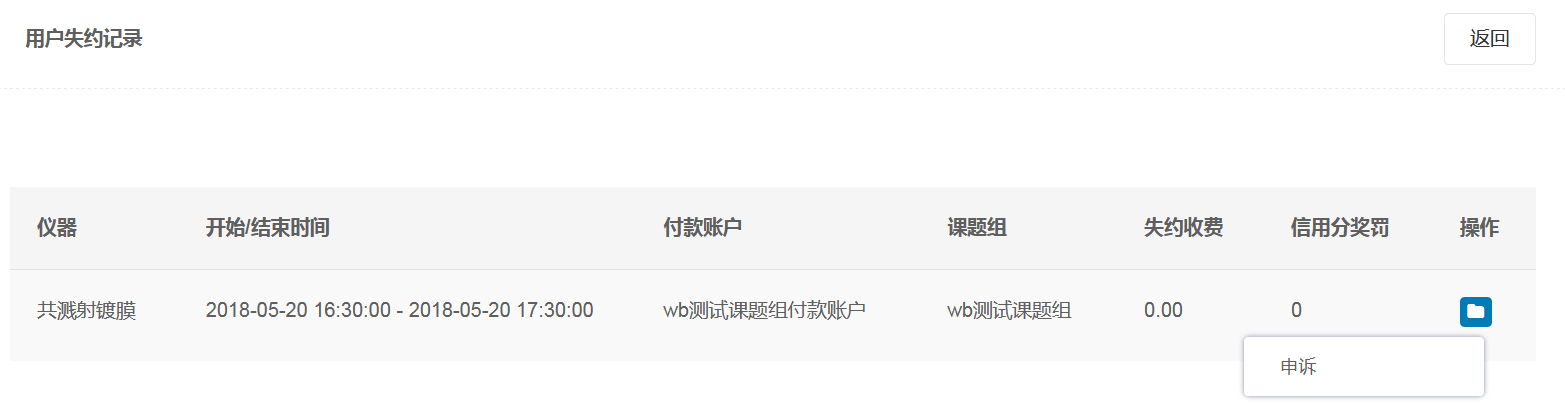 用户失约记录 返回
仪器 开始/结束时间 付款账户 课题组 失约收费 信用分奖罚 操作
共溅射镀膜 2018-05-20 16:30:00 - 2018-05-20 17:30:00 wb测试课题组付款账户 wb测试课题组 0.00 0
申诉